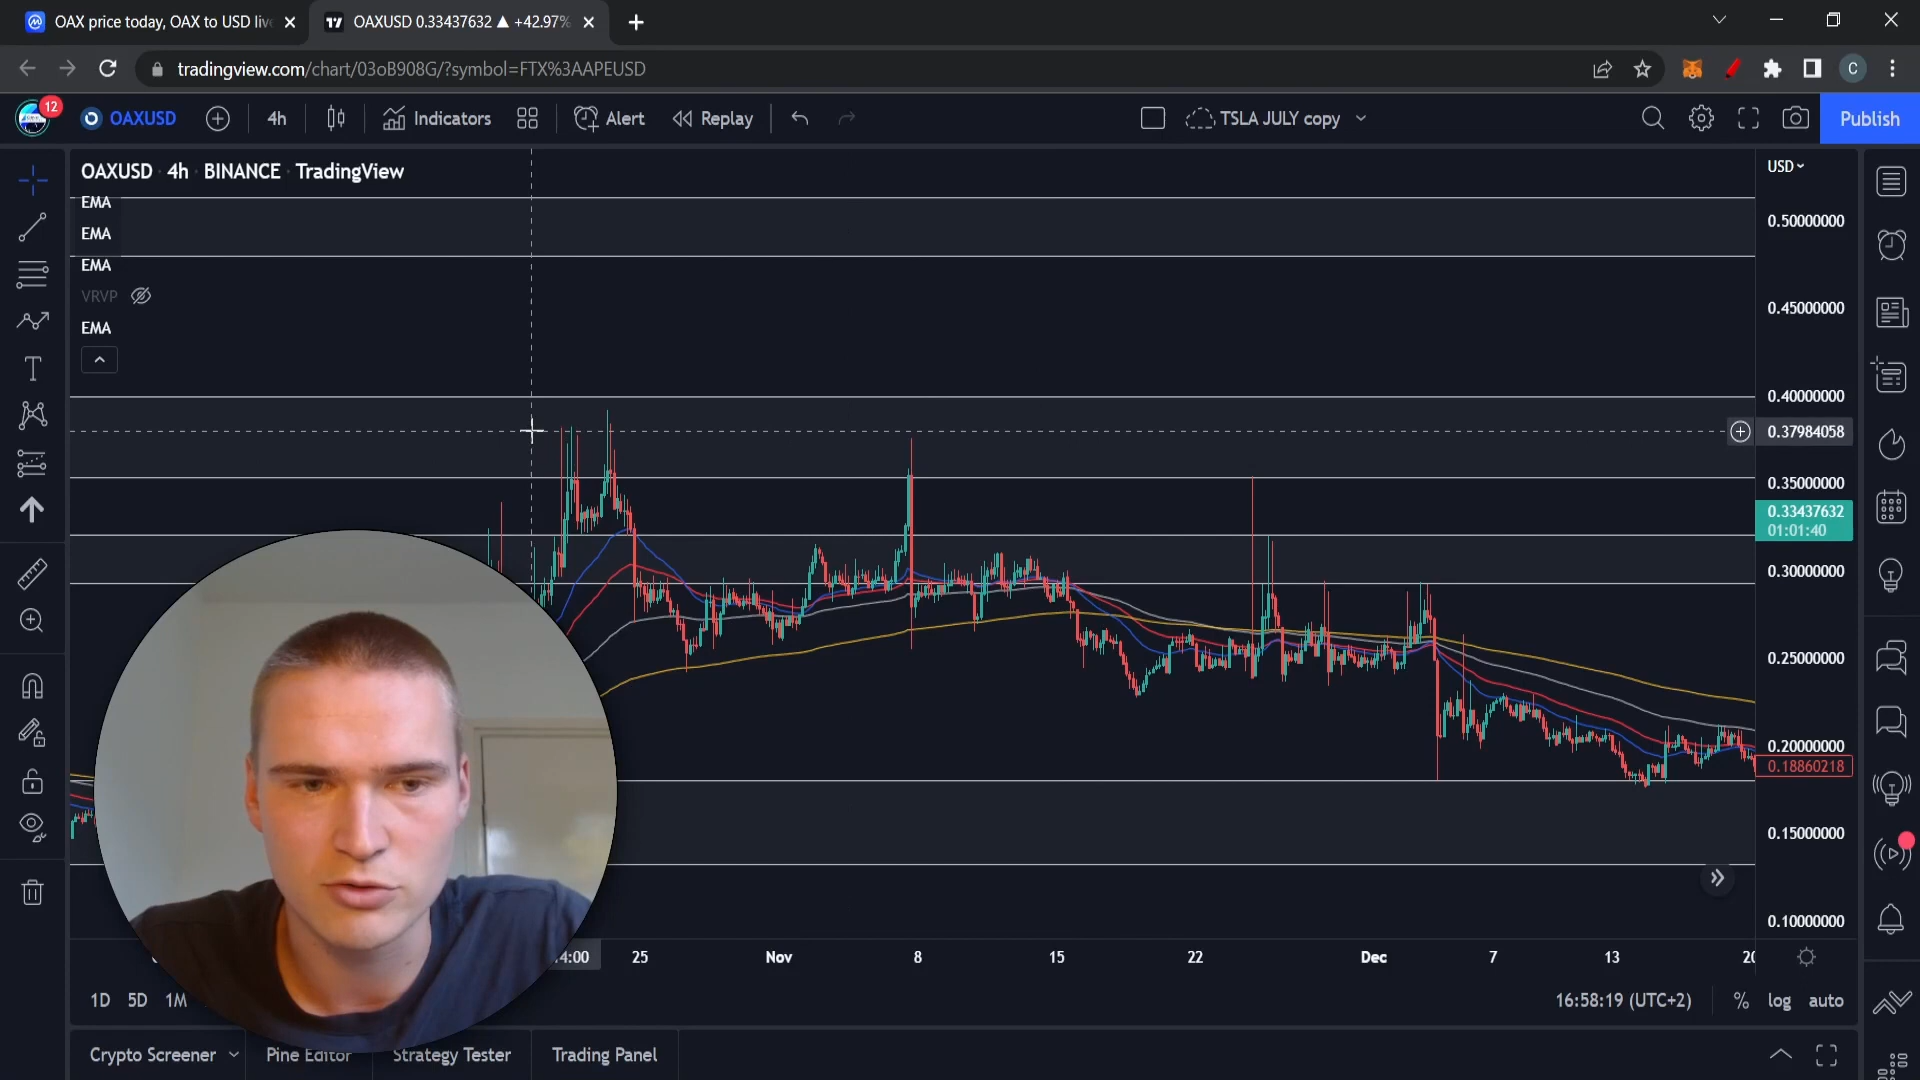 OAX price today, OAX to USD live
OAXUSD 0.33437632 ▲ +42.97%
tradingview.com/chart/03oB908G/?symbol=FTX%3AAPEUSD
C
12
OAXUSD
4h
Indicators
Alert
Replay
TSLA JULY copy
Publish
OAXUSD · 4h · BINANCE · TradingView
USD
EMA
EMA
EMA
VRVP
EMA
0.50000000
0.45000000
0.40000000
0.37984058
0.35000000
0.33437632
01:01:40
0.30000000
0.25000000
0.20000000
0.18860218
0.15000000
0.10000000
4:00
25
Nov
8
15
22
Dec
7
13
20
1D
5D
1M
16:58:19 (UTC+2)
%
log
auto
Crypto Screener
Pine Editor
Strategy Tester
Trading Panel